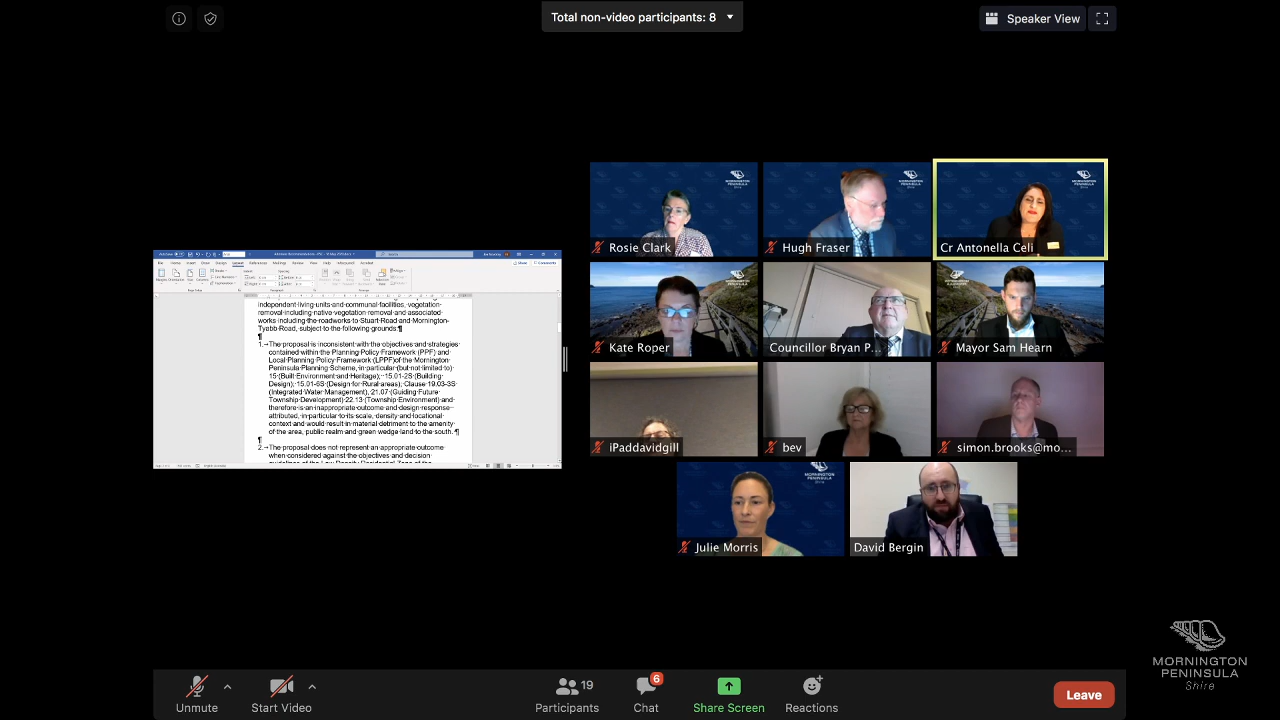 Total non-video participants: 8
Speaker View
MORNINGTON
PENINSULA
MORNINGTON
PENINSULA
MORNINGTON
PENINSULA
Rosie Clark
Hugh Fraser
Cr Antonella Celi
Kate Roper
Councillor Bryan P...
Mayor Sam Hearn
iPaddavidgill
bev
simon.brooks@mo...
Julie Morris
David Bergin
independent living units and communal facilities, vegetation
removal including native vegetation removal and associated
works including the roadworks to Stuart Road and Mornington-
Tyabb Road, subject to the following grounds:¶
¶
1. The proposal is inconsistent with the objectives and strategies
contained within the Planning Policy Framework (PPF) and
Local Planning Policy Framework (LPPF) of the Mornington
Peninsula Planning Scheme, in particular (but not limited to)
15 (Built Environment and Heritage); 15.01-2S (Building
Design); 15.01-6S (Design for Rural areas), Clause 19.03-3S
(Integrated Water Management), 21.07 (Guiding Future
Township Development) 22.13 (Township Environment) and
therefore is an inappropriate outcome and design response
attributed, in particular to its scale, density and locational
context and would result in material detriment to the amenity
of the area, public realm and green wedge land to the south. ¶
¶
2. The proposal does not represent an appropriate outcome
when considered against the objectives and decision
MORNINGTON
PENINSULA
Shire
Unmute
Start Video
19
Participants
6
Chat
Share Screen
Reactions
Leave